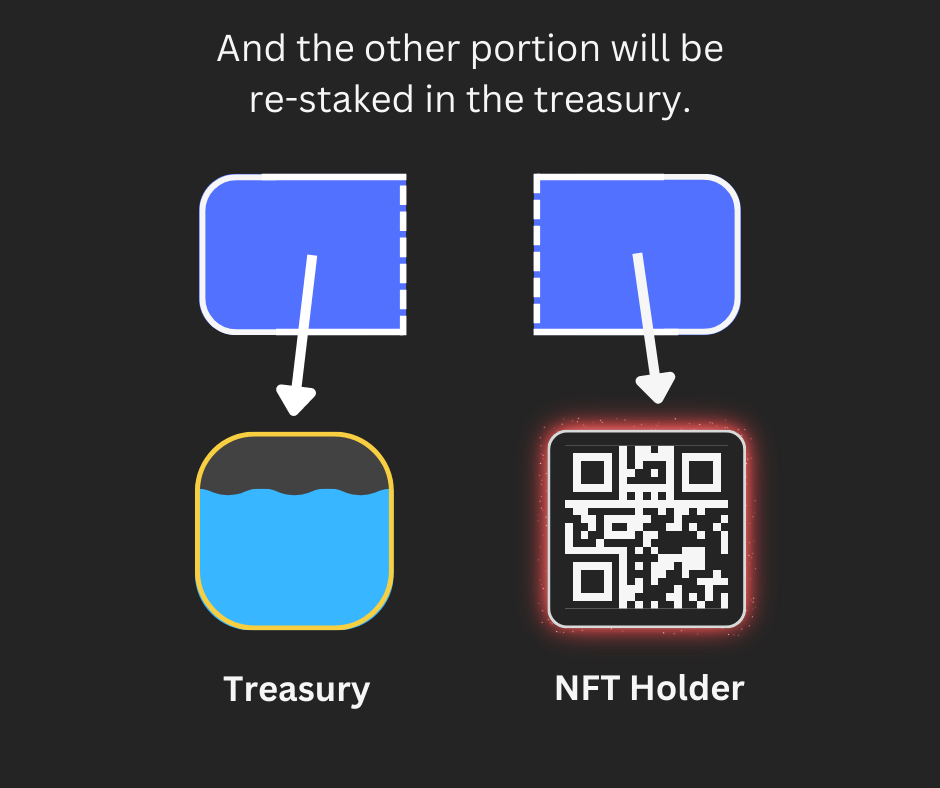 And the other portion will be
re-staked in the treasury.
Treasury
NFT Holder